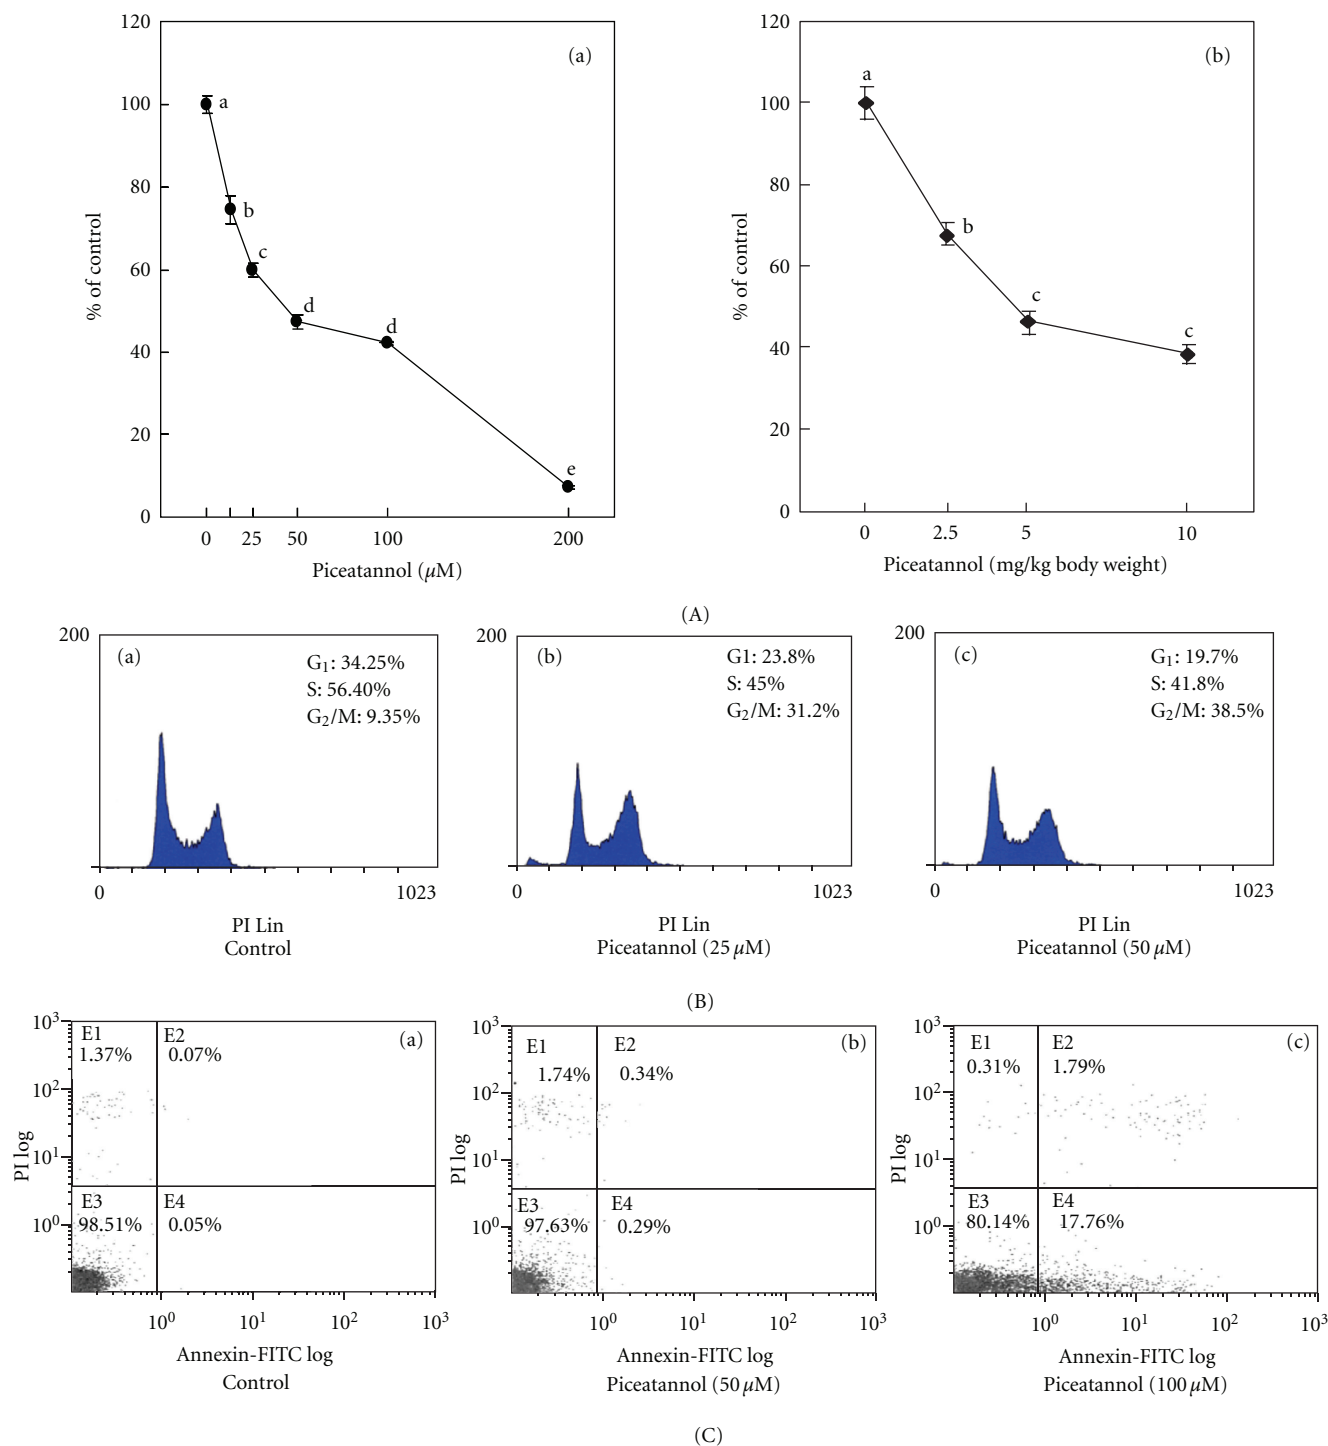 120
100
80
60
40
20
0
% of control
(a)
a
b
c
d
d
e
0 25 50 100 200
Piceatannol (μM)
120
100
80
60
40
20
0
% of control
(b)
a
b
c
c
0 2.5 5 10
Piceatannol (mg/kg body weight)
(A)
200
(a)
G1: 34.25%
S: 56.40%
G2/M: 9.35%
0 1023
PI Lin
Control
200
(b)
G1: 23.8%
S: 45%
G2/M: 31.2%
0 1023
PI Lin
Piceatannol (25 μM)
200
(c)
G1: 19.7%
S: 41.8%
G2/M: 38.5%
0 1023
PI Lin
Piceatannol (50 μM)
(B)
10³
10²
10¹
10⁰
PI log
E1
1.37%
E2
0.07%
(a)
E3
98.51%
E4
0.05%
10⁰ 10¹ 10² 10³
Annexin-FITC log
Control
10³
10²
10¹
10⁰
PI log
E1
1.74%
E2
0.34%
(b)
E3
97.63%
E4
0.29%
10⁰ 10¹ 10² 10³
Annexin-FITC log
Piceatannol (50 μM)
10³
10²
10¹
10⁰
PI log
E1
0.31%
E2
1.79%
(c)
E3
80.14%
E4
17.76%
10⁰ 10¹ 10² 10³
Annexin-FITC log
Piceatannol (100 μM)
(C)